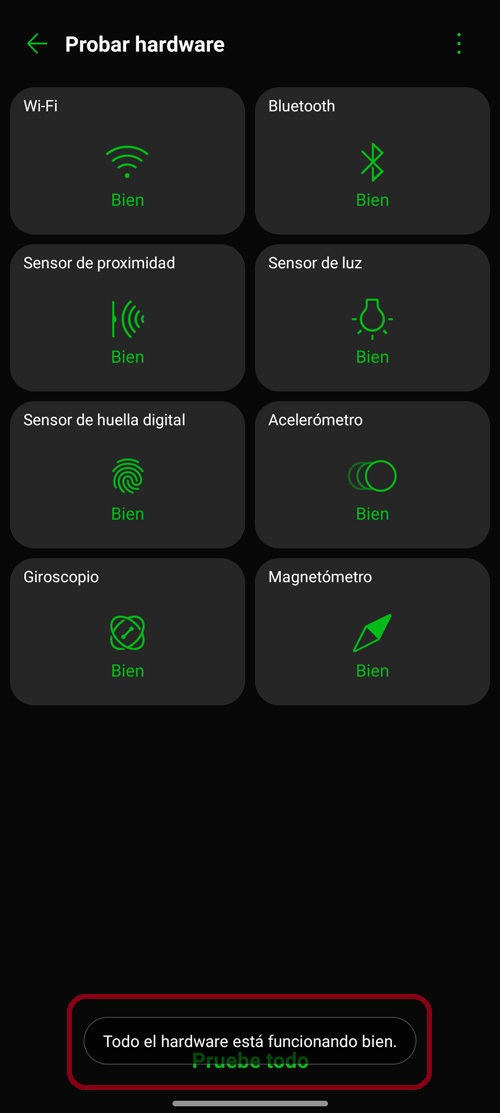 Probar hardware
Wi-Fi
Bien
Bluetooth
Bien
Sensor de proximidad
Bien
Sensor de luz
Bien
Sensor de huella digital
Bien
Acelerómetro
Bien
Giroscopio
Bien
Magnetómetro
Bien
Todo el hardware está funcionando bien.
Pruebe todo